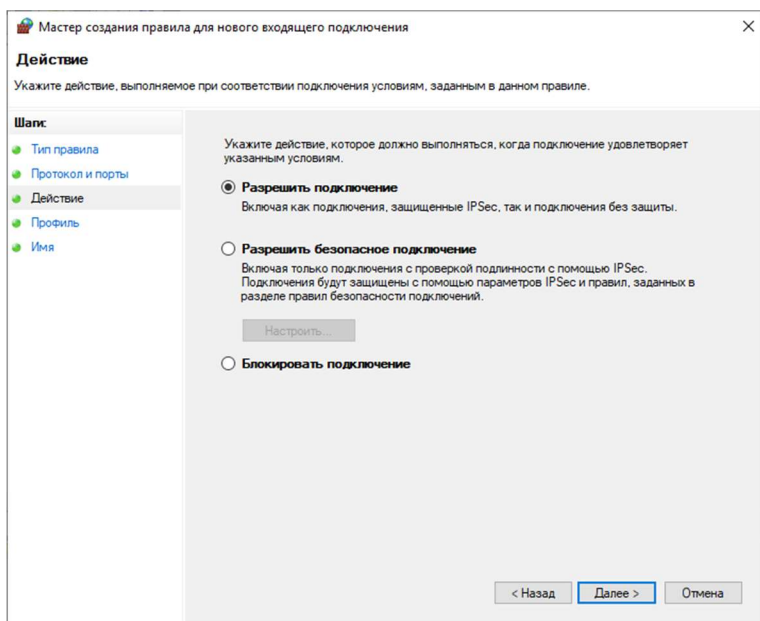 Мастер создания правила для нового входящего подключения
Действие
Укажите действие, выполняемое при соответствии подключения условиям, заданным в данном правиле.
Шаги:
Тип правила
Протокол и порты
Действие
Профиль
Имя
Укажите действие, которое должно выполняться, когда подключение удовлетворяет
указанным условиям.
Разрешить подключение
Включая как подключения, защищенные IPSec, так и подключения без защиты.
Разрешить безопасное подключение
Включая только подключения с проверкой подлинности с помощью IPSec.
Подключения будут защищены с помощью параметров IPSec и правил, заданных в
разделе правил безопасности подключений.
Настроить...
Блокировать подключение
< Назад
Далее >
Отмена